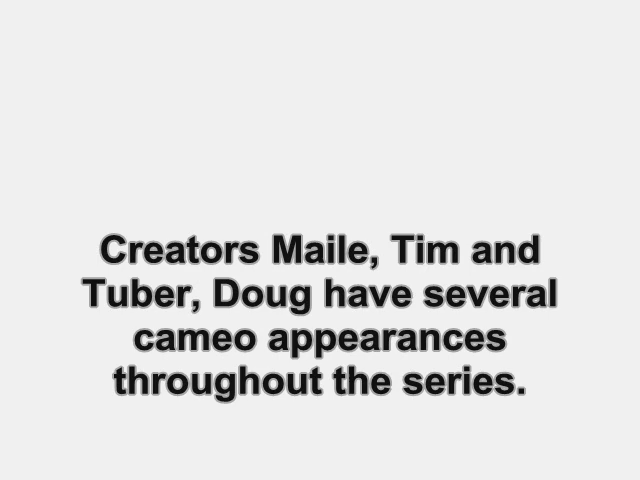 Creators Maile, Tim and
Tuber, Doug have several
cameo appearances
throughout the series.